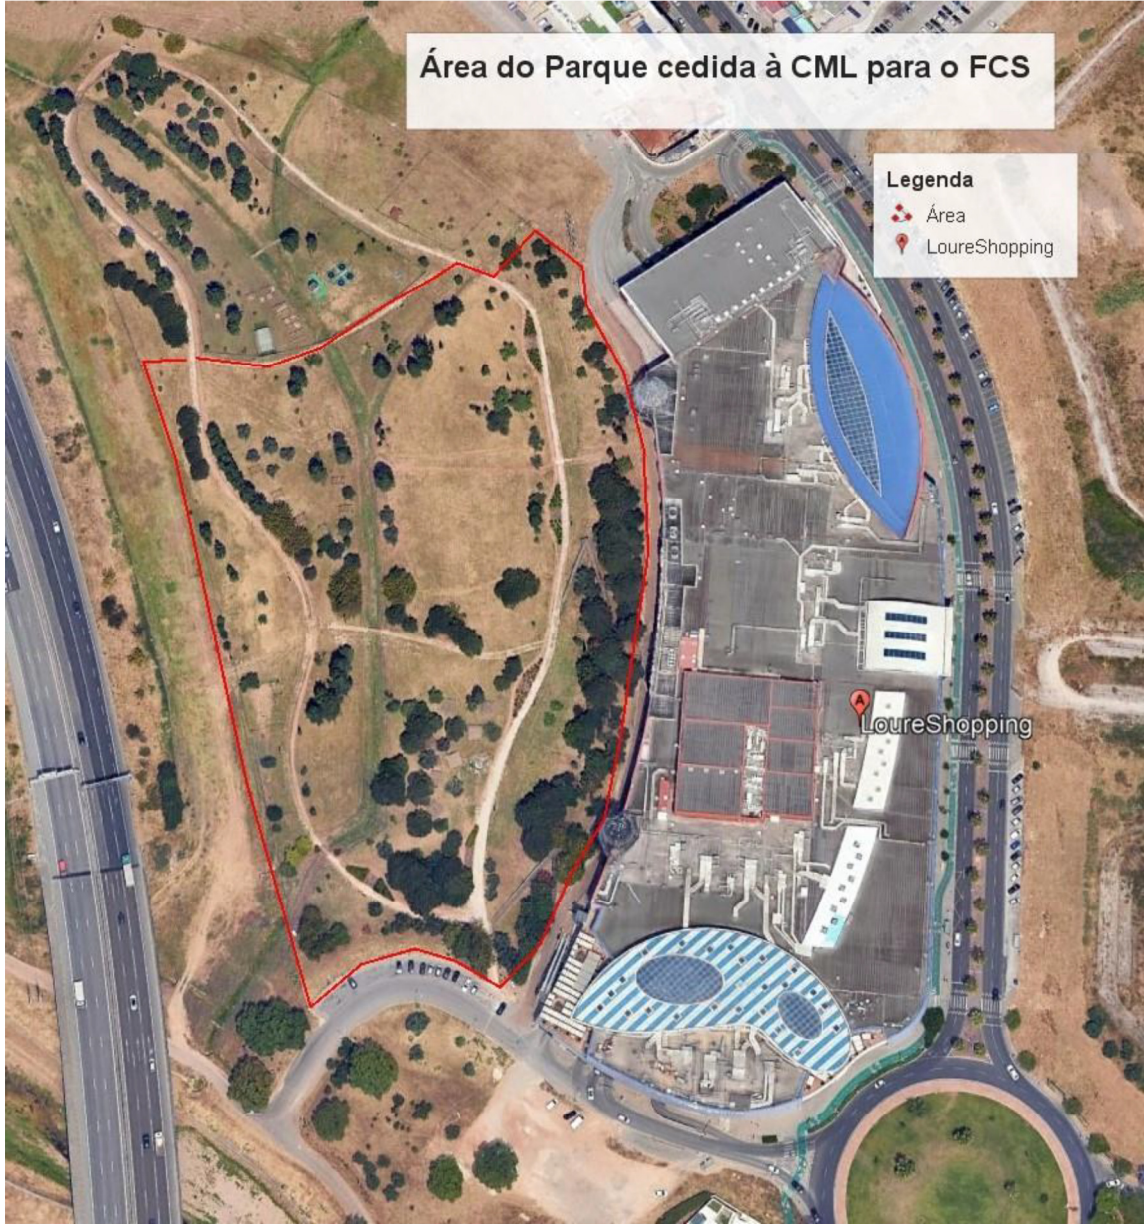 Área do Parque cedida à CML para o FCS
Legenda
Área
A LoureShopping
A
LoureShopping